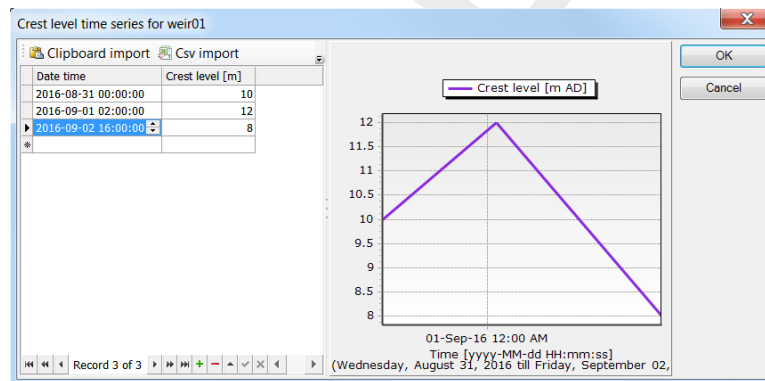 Crest level time series for weir01
Clipboard import Csv import
Date time Crest level [m]
2016-08-31 00:00:00 10
2016-09-01 02:00:00 12
2016-09-02 16:00:00 8
Record 3 of 3
Crest level [m AD]
12
11.5
11
10.5
10
9.5
9
8.5
8
01-Sep-16 12:00 AM
Time [yyyy-MM-dd HH:mm:ss]
(Wednesday, August 31, 2016 till Friday, September 02,
OK
Cancel